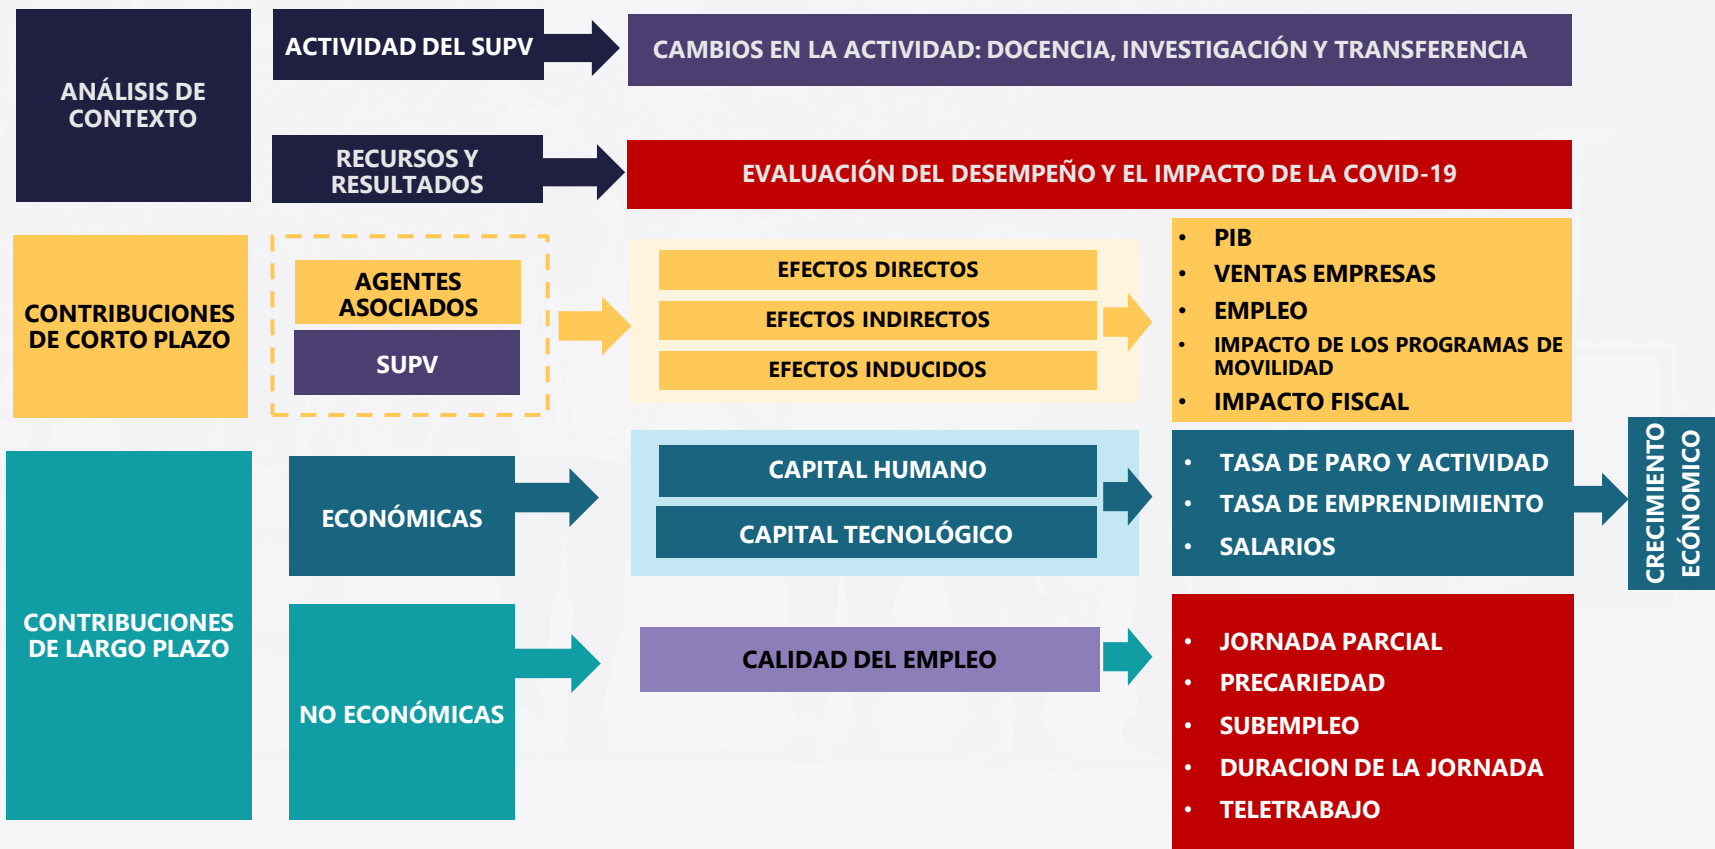 ANÁLISIS DE
CONTEXTO
ACTIVIDAD DEL SUPV
CAMBIOS EN LA ACTIVIDAD: DOCENCIA, INVESTIGACIÓN Y TRANSFERENCIA
RECURSOS Y
RESULTADOS
EVALUACIÓN DEL DESEMPEÑO Y EL IMPACTO DE LA COVID-19
CONTRIBUCIONES
DE CORTO PLAZO
AGENTES
ASOCIADOS
SUPV
EFECTOS DIRECTOS
EFECTOS INDIRECTOS
EFECTOS INDUCIDOS
• PIB
• VENTAS EMPRESAS
• EMPLEO
• IMPACTO DE LOS PROGRAMAS DE
MOVILIDAD
• IMPACTO FISCAL
CONTRIBUCIONES
DE LARGO PLAZO
ECONÓMICAS
CAPITAL HUMANO
CAPITAL TECNOLÓGICO
• TASA DE PARO Y ACTIVIDAD
• TASA DE EMPRENDIMIENTO
• SALARIOS
CRECIMIENTO
ECÓNOMICO
NO ECONÓMICAS
CALIDAD DEL EMPLEO
• JORNADA PARCIAL
• PRECARIEDAD
• SUBEMPLEO
• DURACION DE LA JORNADA
• TELETRABAJO